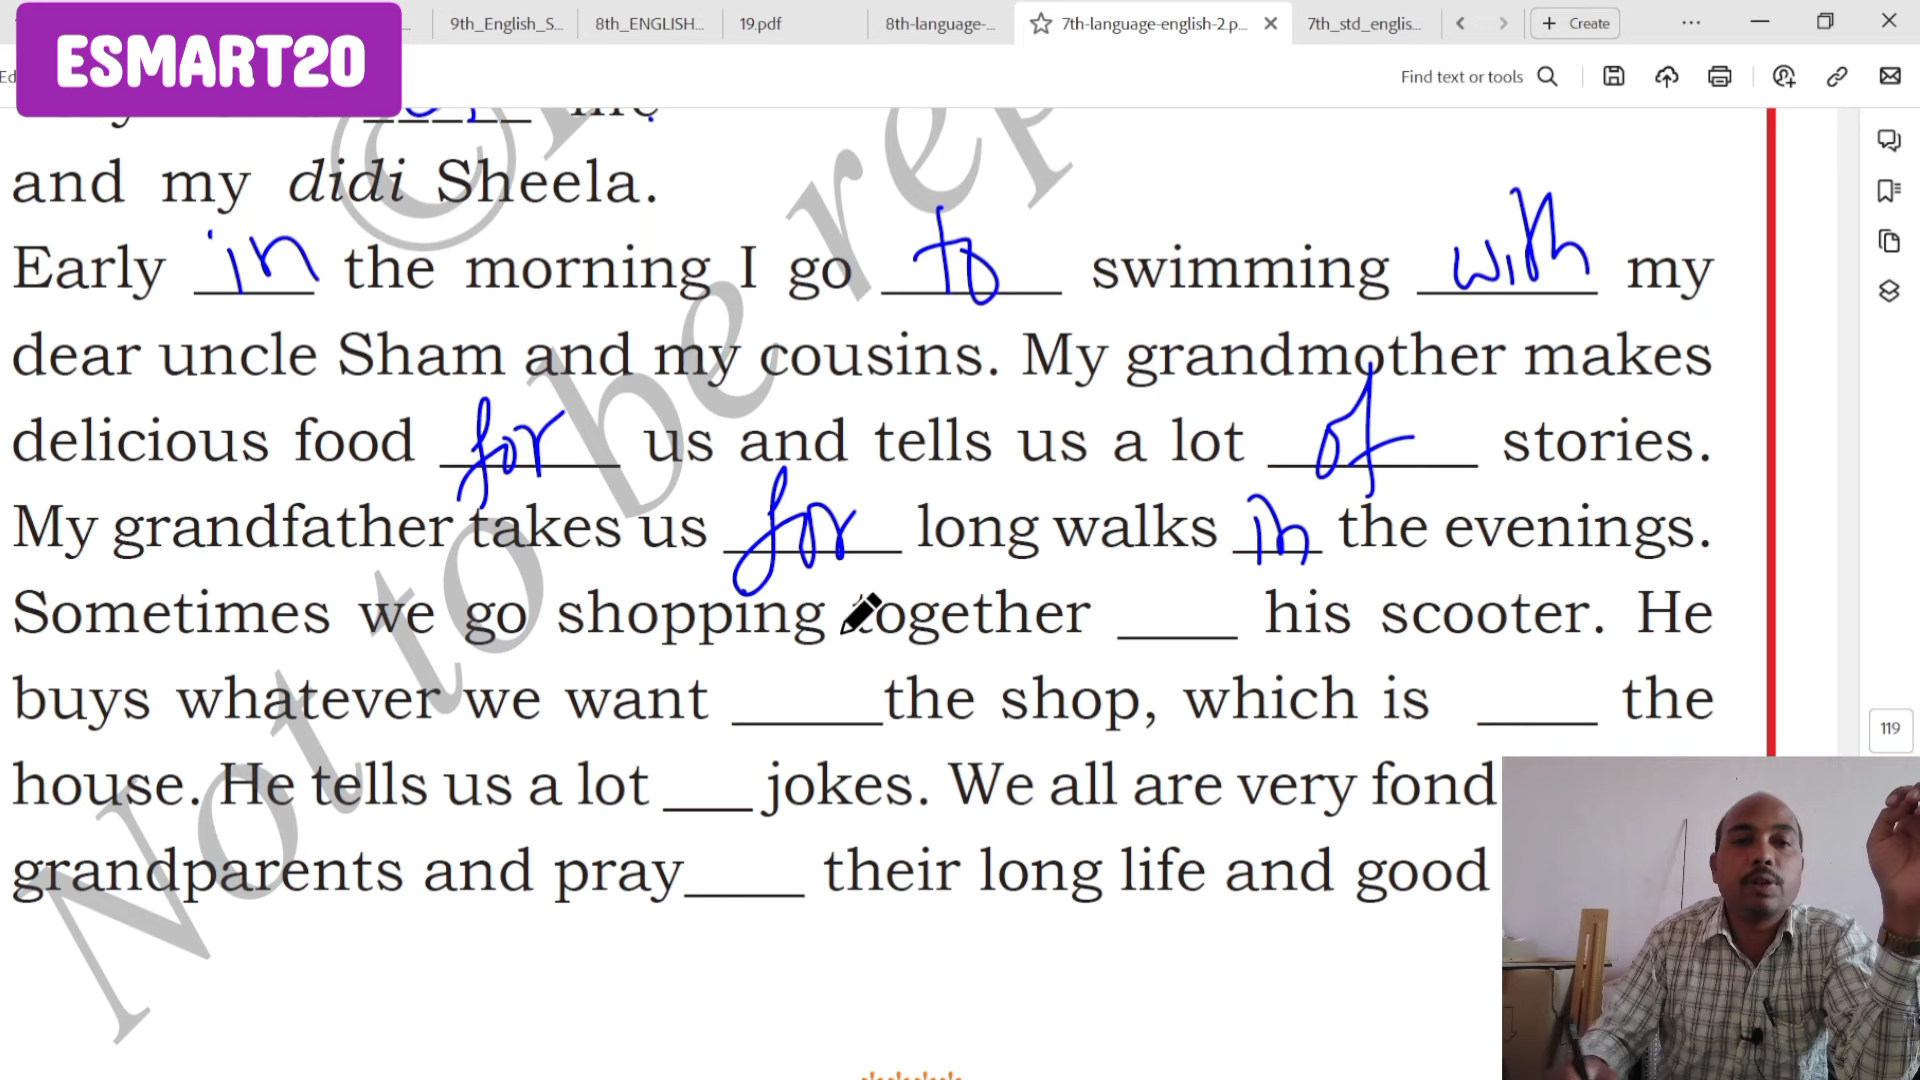 9th_English_S... 8th_ENGLISH... 19.pdf 8th-language-... 7th-language-english-2.p... 7th_std_englis... Create
ESMART20
Ed Find text or tools
and my didi Sheela.
Early in the morning I go to swimming with my
dear uncle Sham and my cousins. My grandmother makes
delicious food for us and tells us a lot of stories.
My grandfather takes us for long walks in the evenings.
Sometimes we go shopping together ____ his scooter. He
buys whatever we want _____the shop, which is ____ the
119
house. He tells us a lot ___ jokes. We all are very fond
grandparents and pray____ their long life and good
Not to be rep